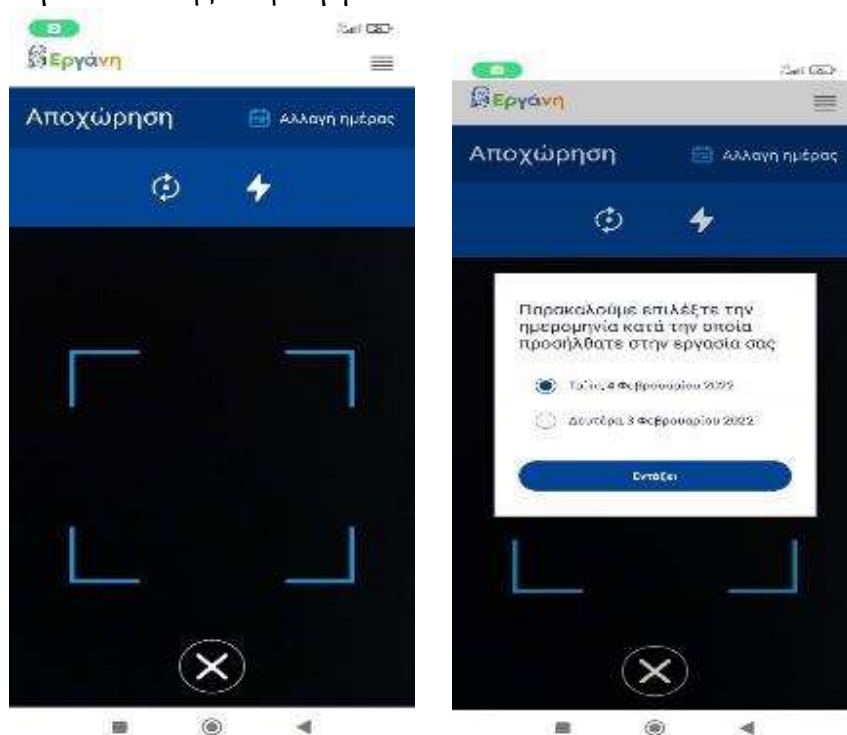 Εργάνη
Αποχώρηση
Αλλαγή ημέρας
Εργάνη
Αποχώρηση
Αλλαγή ημέρας
Παρακαλούμε επιλέξτε την
ημερομηνία κατά την οποία
προσήλθατε στην εργασία σας
4 Φεβρουαρίου 2022
Δευτέρα, 3 Φεβρουαρίου 2022
Εντάξει